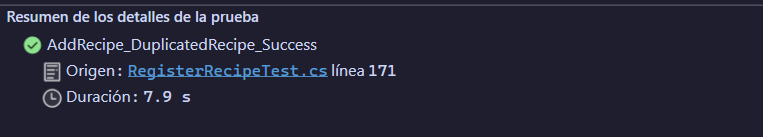 Resumen de los detalles de la prueba
AddRecipe_DuplicatedRecipe_Success
Origen: RegisterRecipeTest.cs línea 171
Duración: 7.9 s